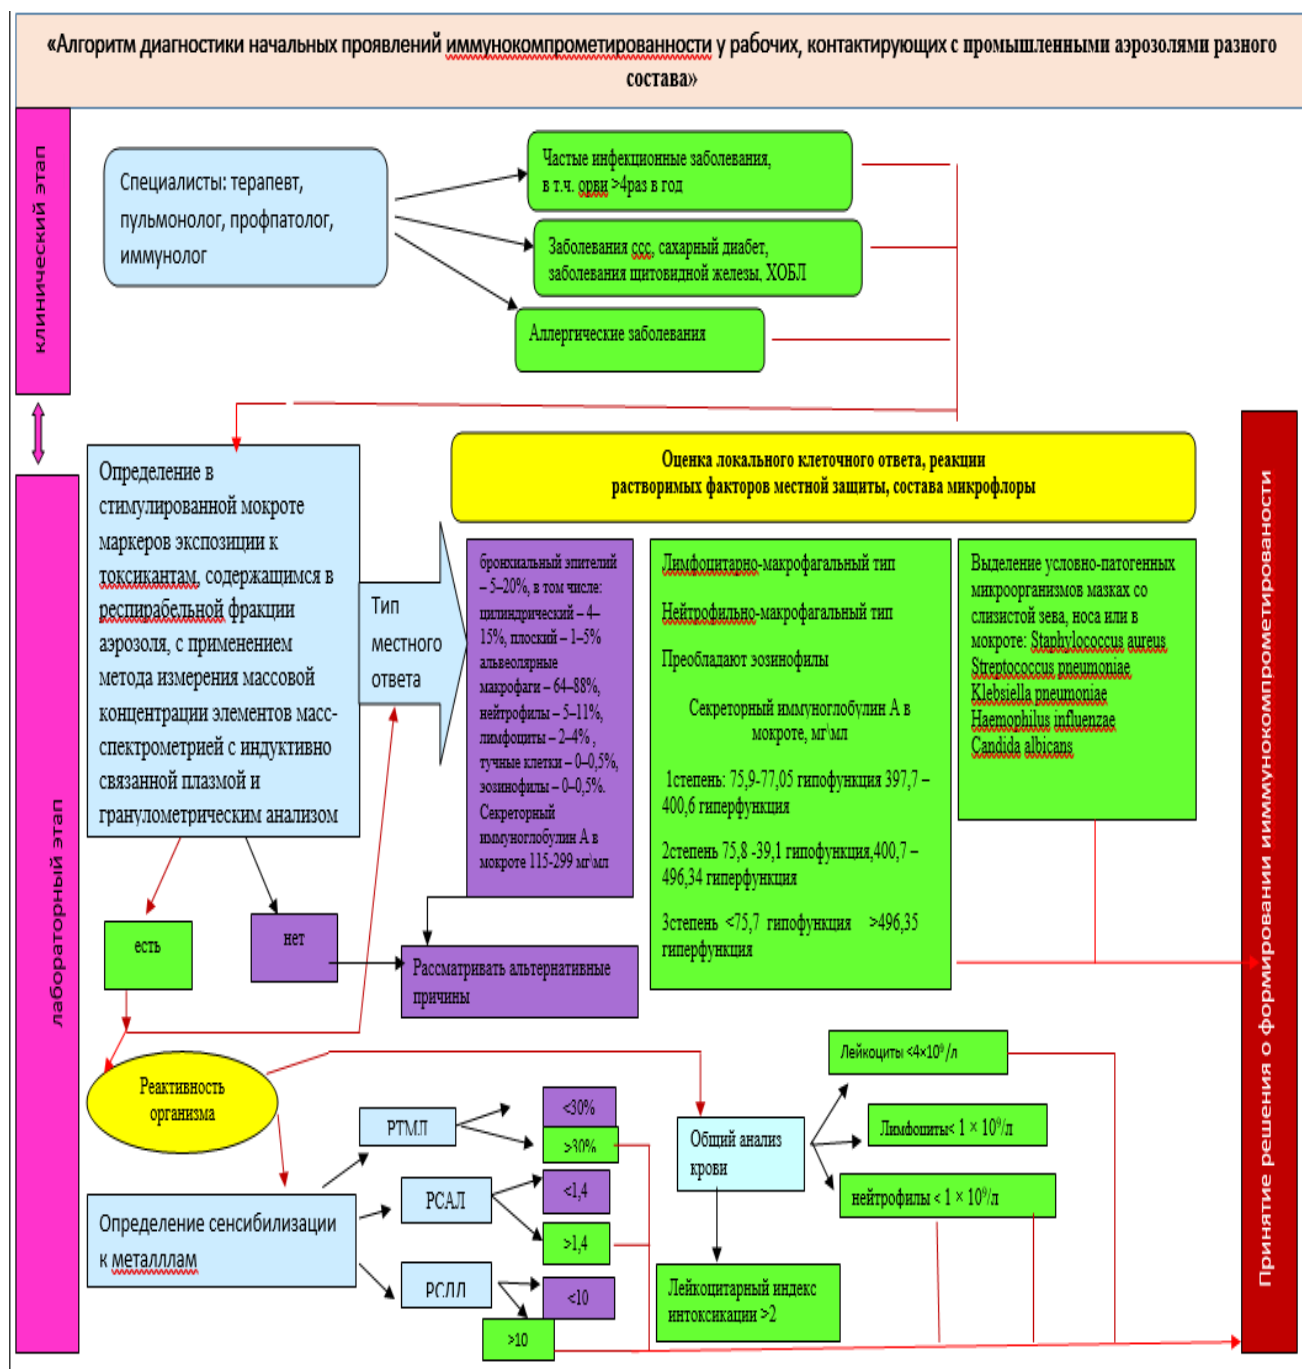 «Алгоритм диагностики начальных проявлений иммунокомпрометированности у рабочих, контактирующих с промышленными аэрозолями разного
состава»
клинический этап
Специалисты: терапевт,
пульмонолог, профпатолог,
иммунолог
Частые инфекционные заболевания,
в т.ч. орви >4раз в год
Заболевания ссс, сахарный диабет,
заболевания щитовидной железы, ХОБЛ
Аллергические заболевания
лабораторный этап
Определение в
стимулированной мокроте
маркеров экспозиции к
токсикантам, содержащимся в
респирабельной фракции
аэрозоля, с применением
метода измерения массовой
концентрации элементов масс-
спектрометрией с индуктивно
связанной плазмой и
гранулометрическим анализом
Тип
местного
ответа
Оценка локального клеточного ответа, реакции
растворимых факторов местной защиты, состава микрофлоры
бронхиальный эпителий
– 5–20%, в том числе:
цилиндрический – 4–
15%, плоский – 1–5%
альвеолярные
макрофаги – 64–88%,
нейтрофилы – 5–11%,
лимфоциты – 2–4% ,
тучные клетки – 0–0,5%,
эозинофилы – 0–0,5%.
Секреторный
иммуноглобулин А в
мокроте 115-299 мг\мл
Лимфоцитарно-макрофагальный тип
Нейтрофильно-макрофагальный тип
Преобладают эозинофилы
Секреторный иммуноглобулин А в
мокроте, мг\мл
1степень: 75,9-77,05 гипофункция 397,7 –
400,6 гиперфункция
2степень 75,8 -39,1 гипофункция,400,7 –
496,34 гиперфункция
3степень <75,7 гипофункция >496,35
гиперфункция
Выделение условно-патогенных
микроорганизмов мазках со
слизистой зева, носа или в
мокроте: Staphylococcus aureus
Streptococcus pneumoniae
Klebsiella pneumoniae
Haemophilus influenzae
Candida albicans
есть
нет
Рассматривать альтернативные
причины
Реактивность
организма
Определение сенсибилизации
к металллам
РТМЛ
<30%
>30%
РСАЛ
<1,4
>1,4
РСЛЛ
<10
>10
Общий анализ
крови
Лейкоциты <4×10⁹/л
Лимфоциты< 1 × 10⁹/л
нейтрофилы < 1 × 10⁹/л
Лейкоцитарный индекс
интоксикации >2
Принятие решения о формировании ииммунокомпрометированости